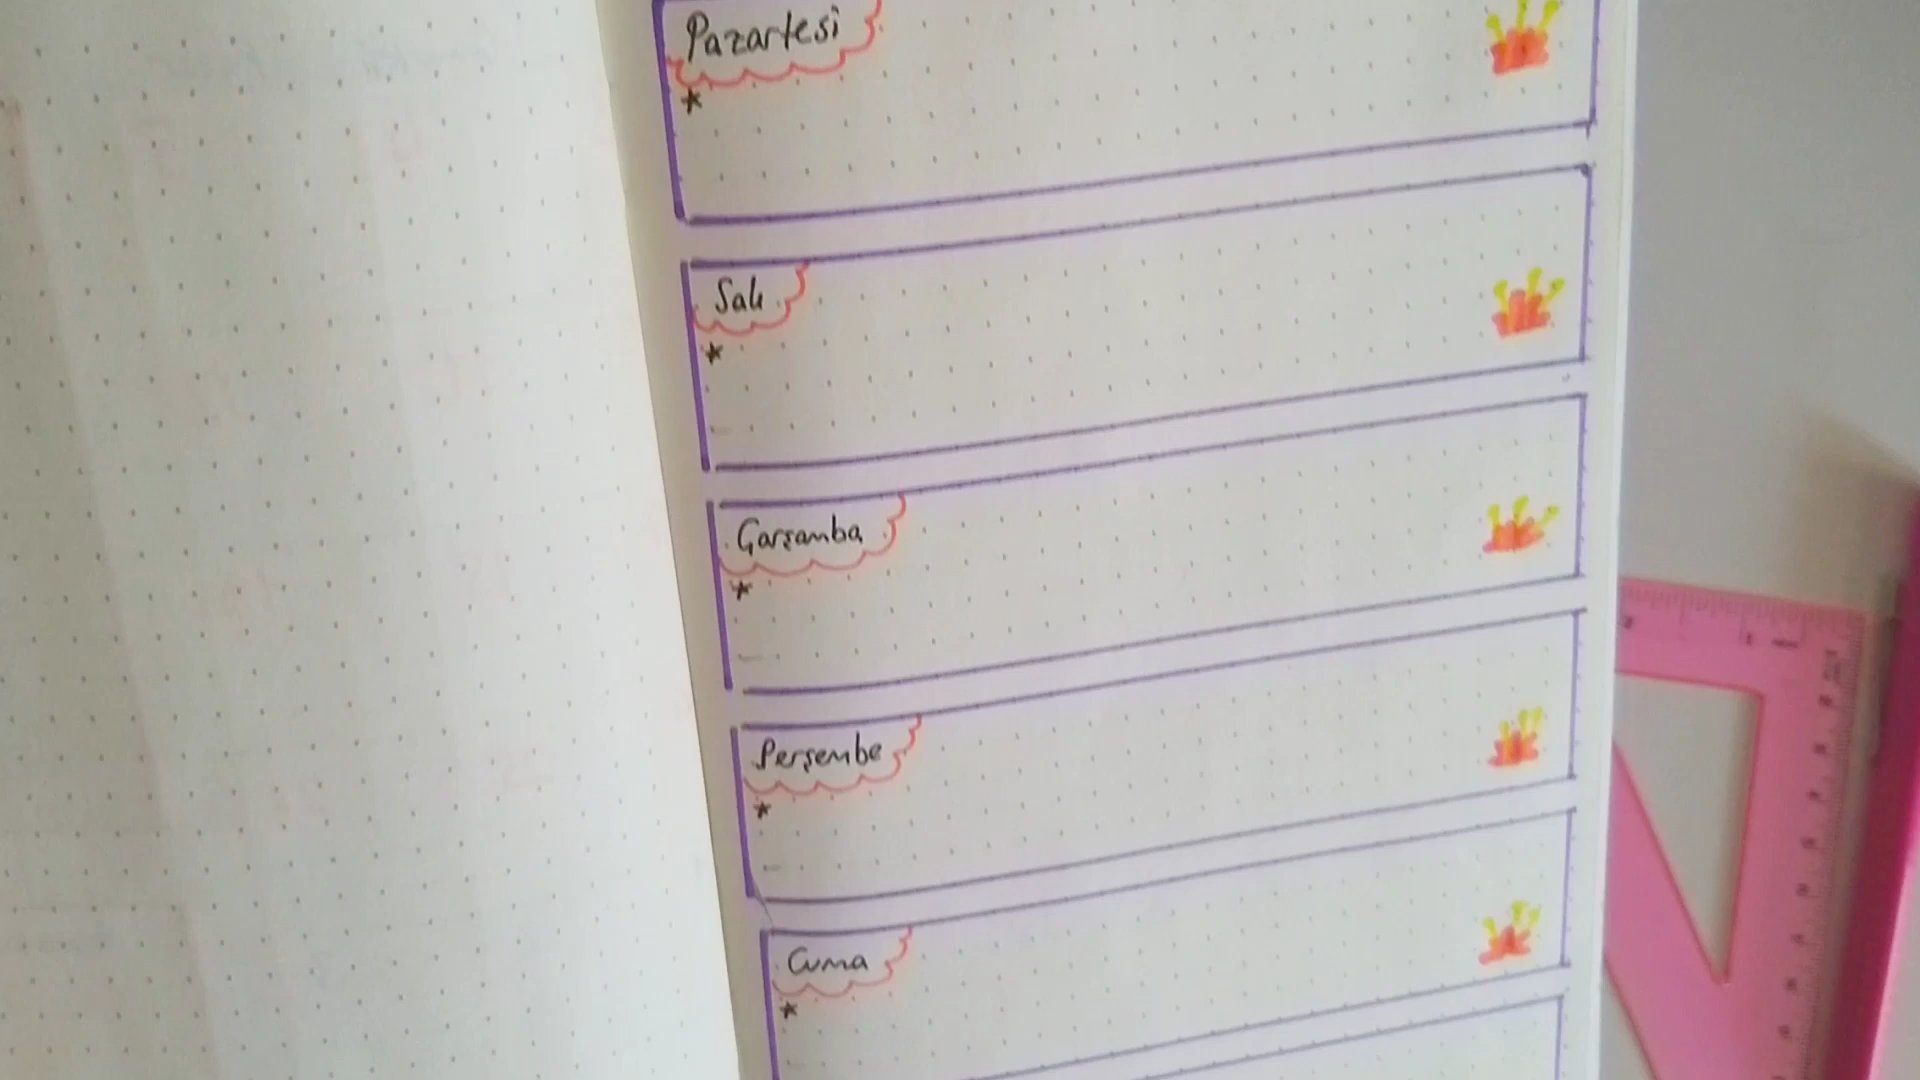 Pazartesi
*
Salı
*
Çarşamba
*
Perşembe
*
Cuma
*